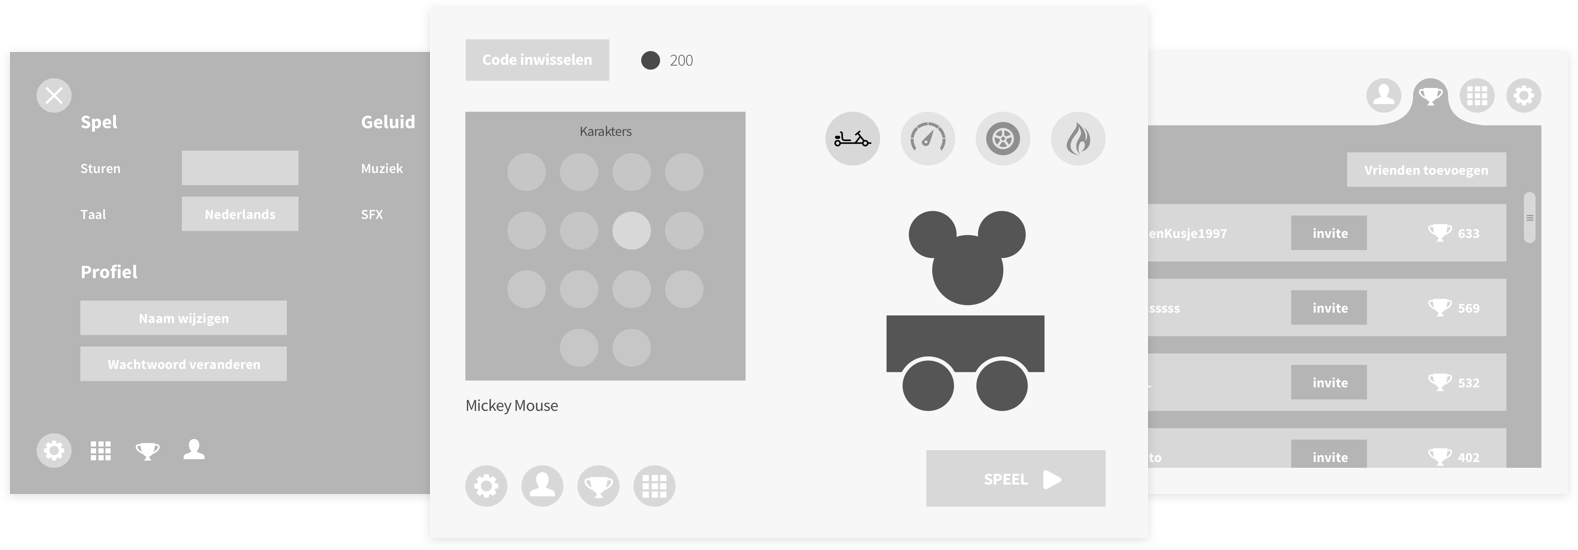 Spel
Geluid
Sturen
Muziek
Taal
Nederlands
SFX
Profiel
Naam wijzigen
Wachtwoord veranderen
Code inwisselen
200
Karakters
Mickey Mouse
SPEEL
Vrienden toevoegen
enKusje1997 invite 633
sssss invite 569
invite 532
to invite 402